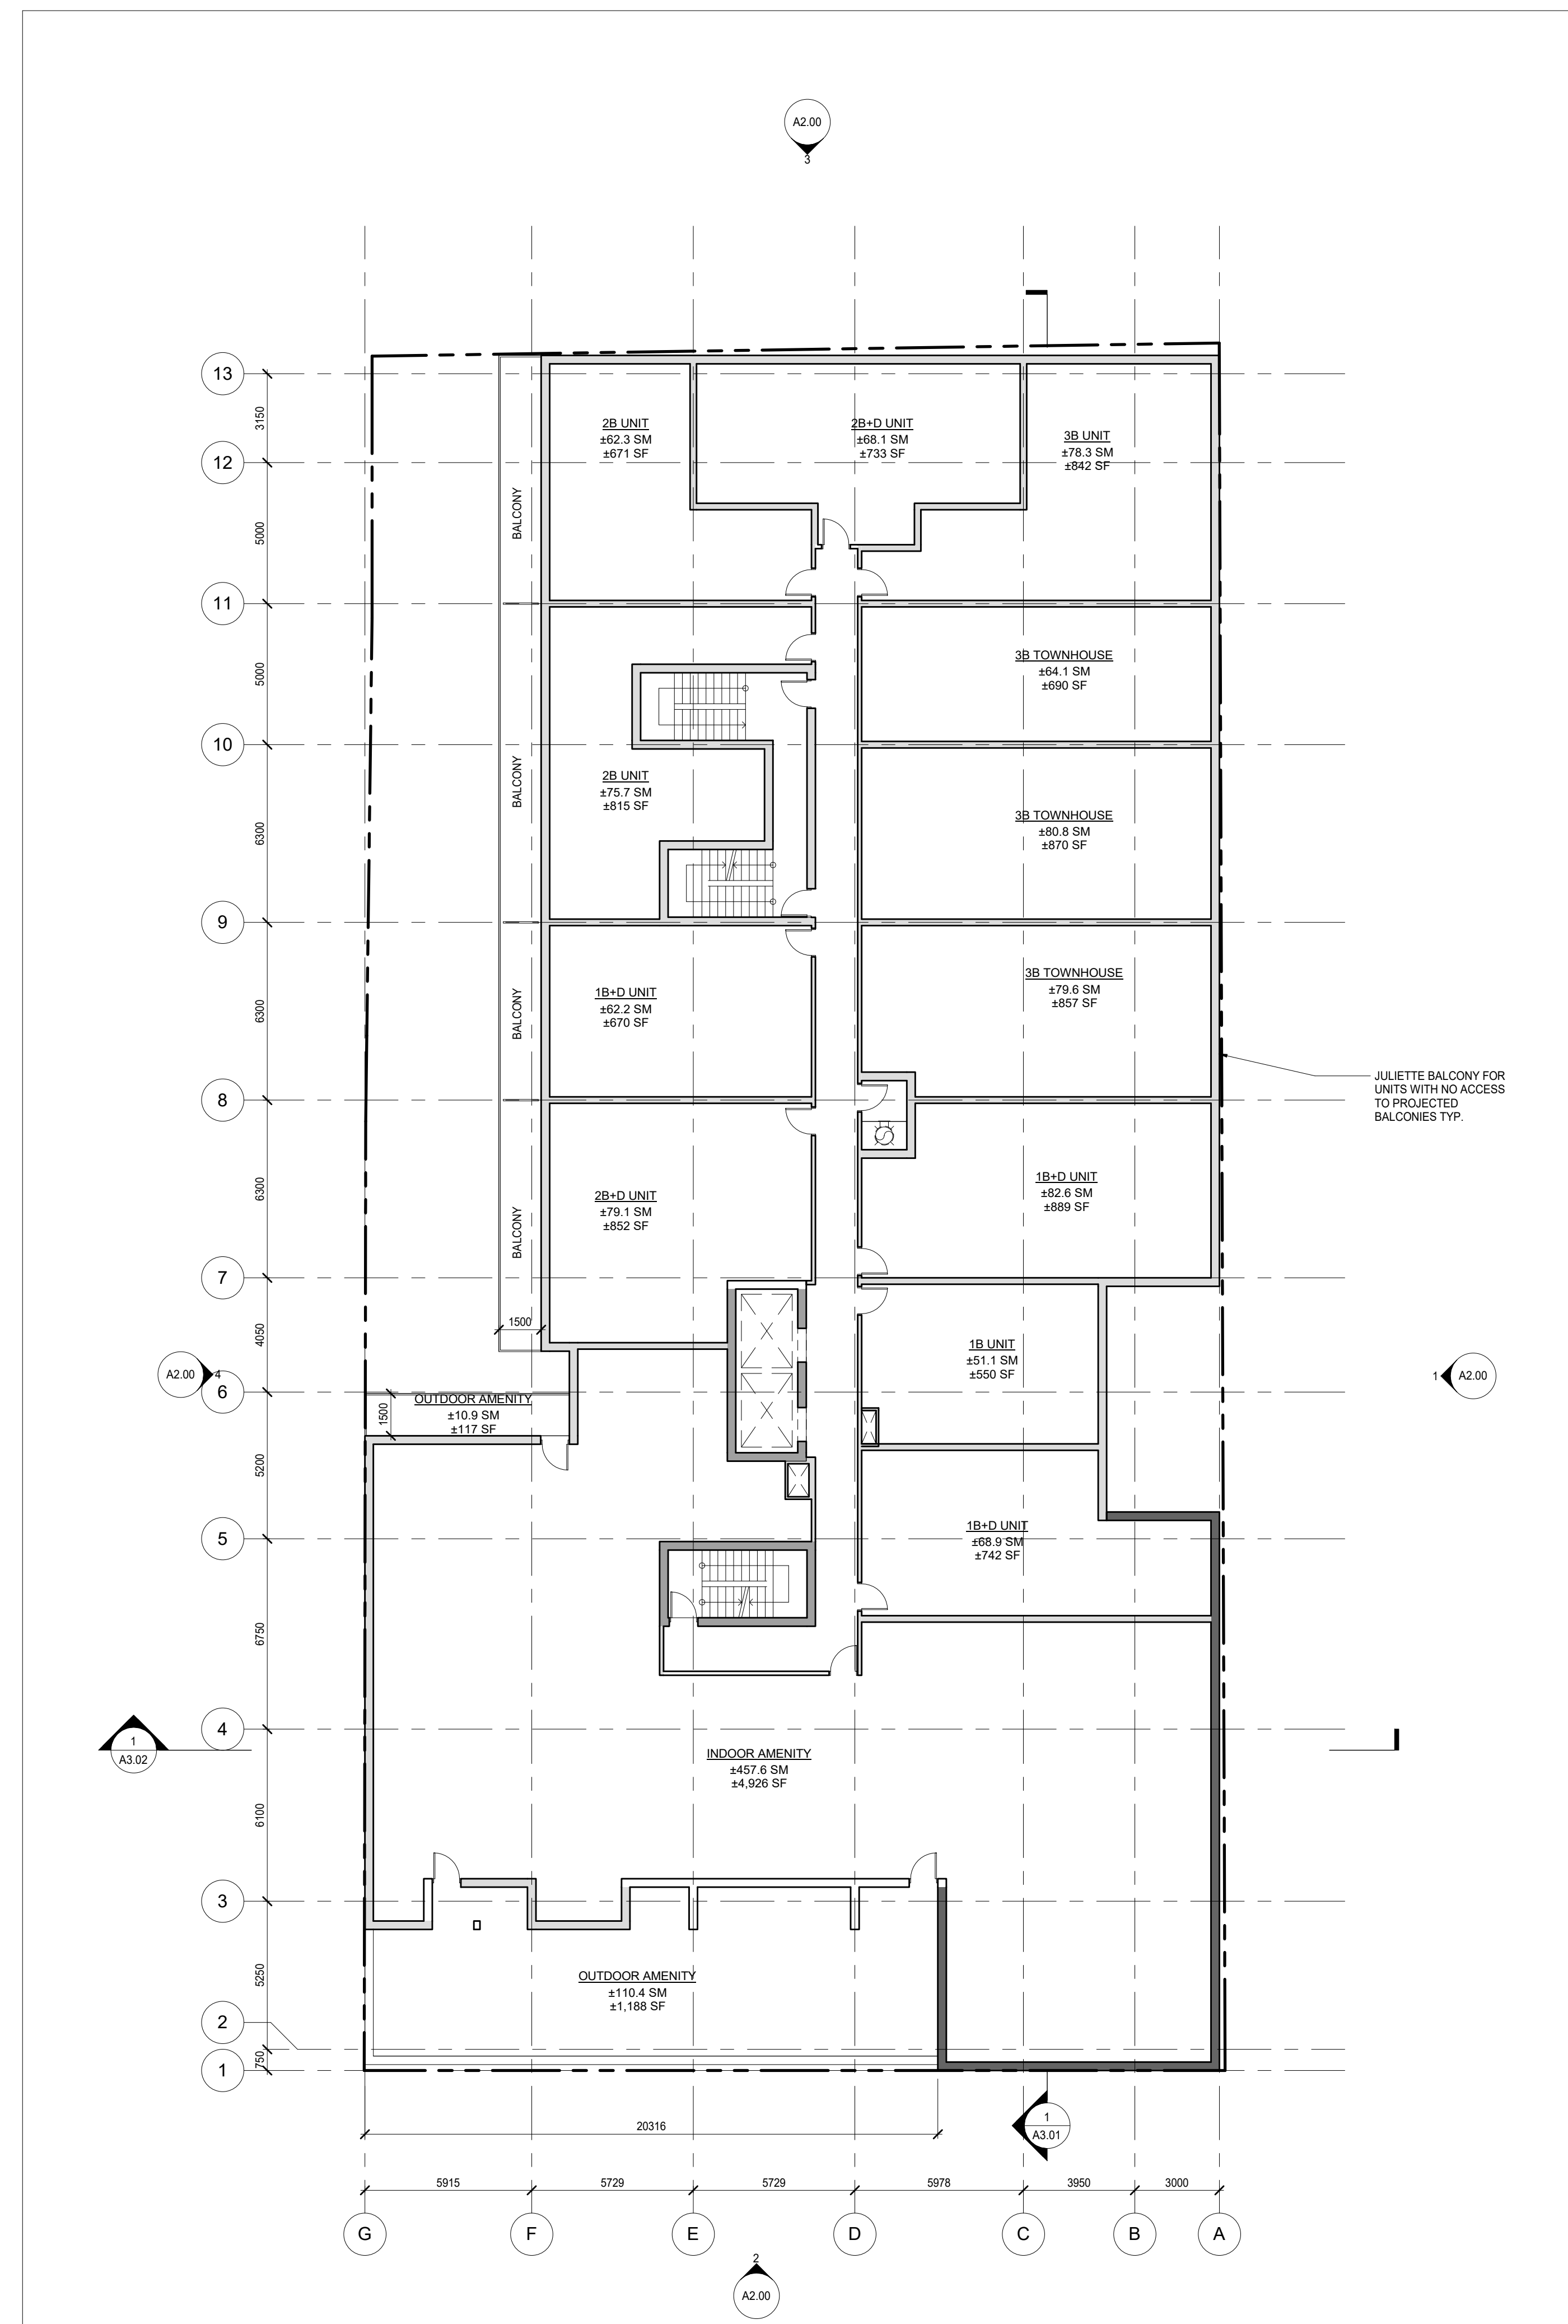 A2.00
3
13
3150
12
5000
11
5000
10
6300
9
6300
8
6300
7
4050
6
5200
5
6750
4
6100
3
5250
2
750
1
2B UNIT
±62.3 SM
±671 SF
2B+D UNIT
±68.1 SM
±733 SF
3B UNIT
±78.3 SM
±842 SF
BALCONY
3B TOWNHOUSE
±64.1 SM
±690 SF
2B UNIT
±75.7 SM
±815 SF
BALCONY
3B TOWNHOUSE
±80.8 SM
±870 SF
1B+D UNIT
±62.2 SM
±670 SF
BALCONY
3B TOWNHOUSE
±79.6 SM
±857 SF
JULIETTE BALCONY FOR
UNITS WITH NO ACCESS
TO PROJECTED
BALCONIES TYP.
2B+D UNIT
±79.1 SM
±852 SF
BALCONY
1B+D UNIT
±82.6 SM
±889 SF
1500
1B UNIT
±51.1 SM
±550 SF
A2.00
4
1
A2.00
OUTDOOR AMENITY
±10.9 SM
±117 SF
1500
1B+D UNIT
±68.9 SM
±742 SF
1
A3.02
INDOOR AMENITY
±457.6 SM
±4,926 SF
OUTDOOR AMENITY
±110.4 SM
±1,188 SF
20316
1
A3.01
5915
5729
5729
5978
3950
3000
G
F
E
D
C
B
A
2
A2.00